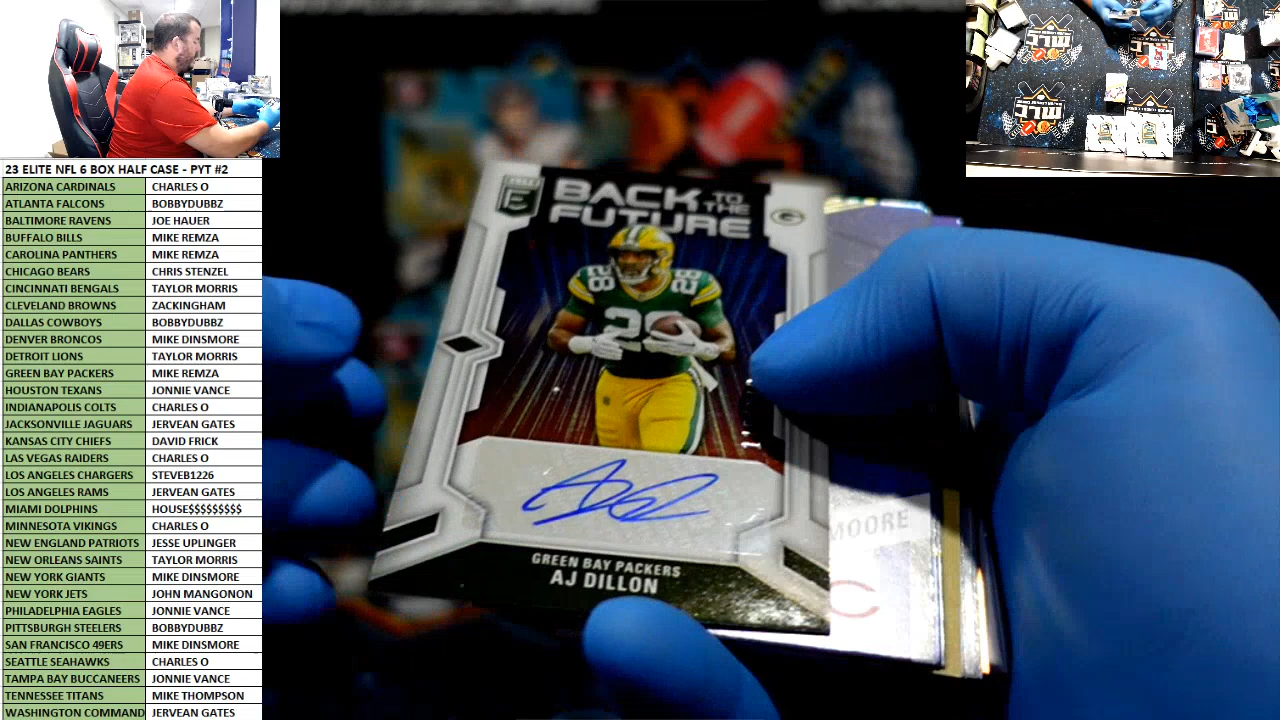 23 ELITE NFL 6 BOX HALF CASE - PYT #2
ARIZONA CARDINALS CHARLES O
ATLANTA FALCONS BOBBYDUBBZ
BALTIMORE RAVENS JOE HAUER
BUFFALO BILLS MIKE REMZA
CAROLINA PANTHERS MIKE REMZA
CHICAGO BEARS CHRIS STENZEL
CINCINNATI BENGALS TAYLOR MORRIS
CLEVELAND BROWNS ZACKINGHAM
DALLAS COWBOYS BOBBYDUBBZ
DENVER BRONCOS MIKE DINSMORE
DETROIT LIONS TAYLOR MORRIS
GREEN BAY PACKERS MIKE REMZA
HOUSTON TEXANS JONNIE VANCE
INDIANAPOLIS COLTS CHARLES O
JACKSONVILLE JAGUARS JERVEAN GATES
KANSAS CITY CHIEFS DAVID FRICK
LAS VEGAS RAIDERS CHARLES O
LOS ANGELES CHARGERS STEVEB1226
LOS ANGELES RAMS JERVEAN GATES
MIAMI DOLPHINS HOUSE$$$$$$$$$
MINNESOTA VIKINGS CHARLES O
NEW ENGLAND PATRIOTS JESSE UPLINGER
NEW ORLEANS SAINTS TAYLOR MORRIS
NEW YORK GIANTS MIKE DINSMORE
NEW YORK JETS JOHN MANGONON
PHILADELPHIA EAGLES JONNIE VANCE
PITTSBURGH STEELERS BOBBYDUBBZ
SAN FRANCISCO 49ERS MIKE DINSMORE
SEATTLE SEAHAWKS CHARLES O
TAMPA BAY BUCCANEERS JONNIE VANCE
TENNESSEE TITANS MIKE THOMPSON
WASHINGTON COMMAND JERVEAN GATES
E
BACK TO THE
FUTURE
G
28 28
28
GREEN BAY PACKERS
AJ DILLON
MOORE